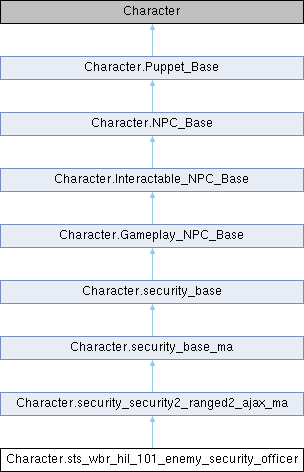 Character
Character.Puppet_Base
Character.NPC_Base
Character.Interactable_NPC_Base
Character.Gameplay_NPC_Base
Character.security_base
Character.security_base_ma
Character.security_security2_ranged2_ajax_ma
Character.sts_wbr_hil_101_enemy_security_officer